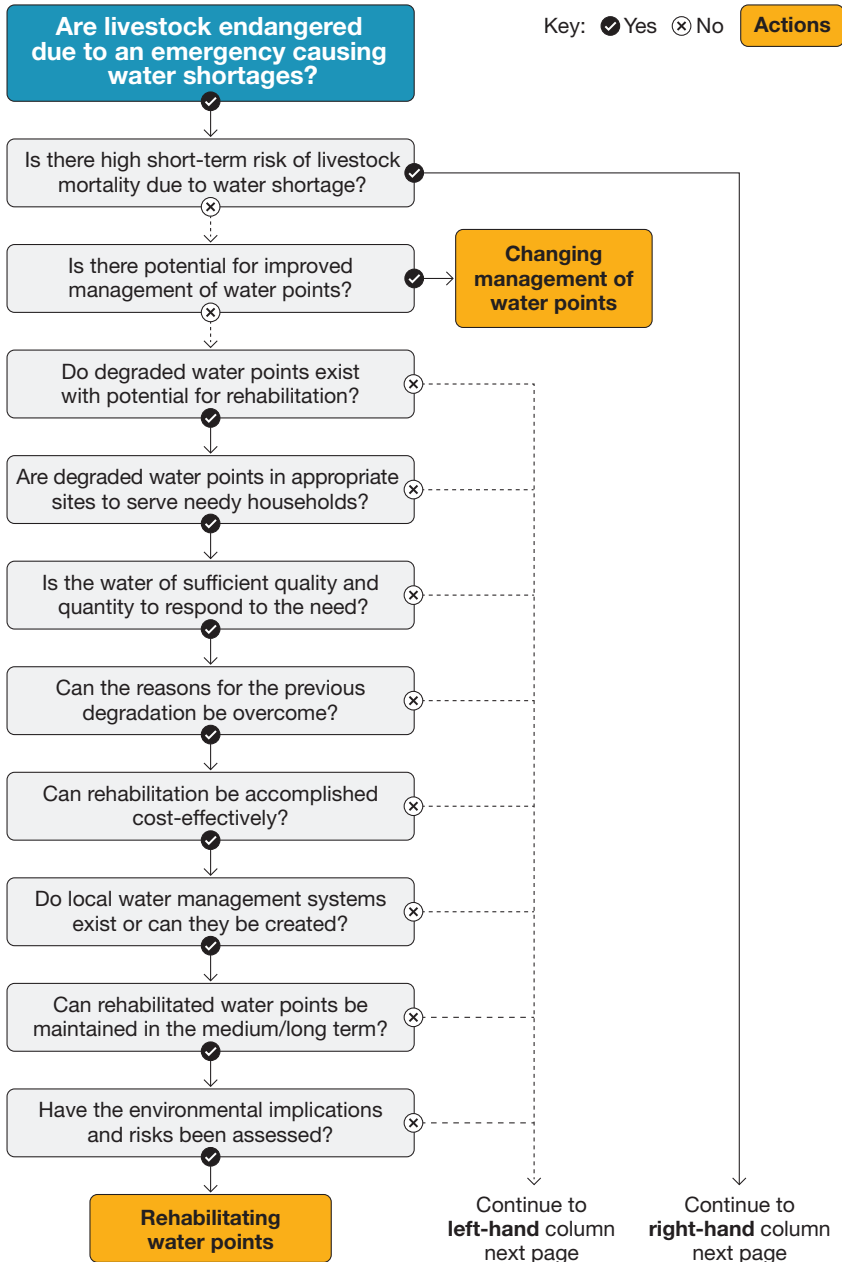 Are livestock endangered
due to an emergency causing
water shortages?
Key: Yes No Actions
Is there high short-term risk of livestock
mortality due to water shortage?
Is there potential for improved
management of water points?
Changing
management of
water points
Do degraded water points exist
with potential for rehabilitation?
Are degraded water points in appropriate
sites to serve needy households?
Is the water of sufficient quality and
quantity to respond to the need?
Can the reasons for the previous
degradation be overcome?
Can rehabilitation be accomplished
cost-effectively?
Do local water management systems
exist or can they be created?
Can rehabilitated water points be
maintained in the medium/long term?
Have the environmental implications
and risks been assessed?
Rehabilitating
water points
Continue to
left-hand column
next page
Continue to
right-hand column
next page